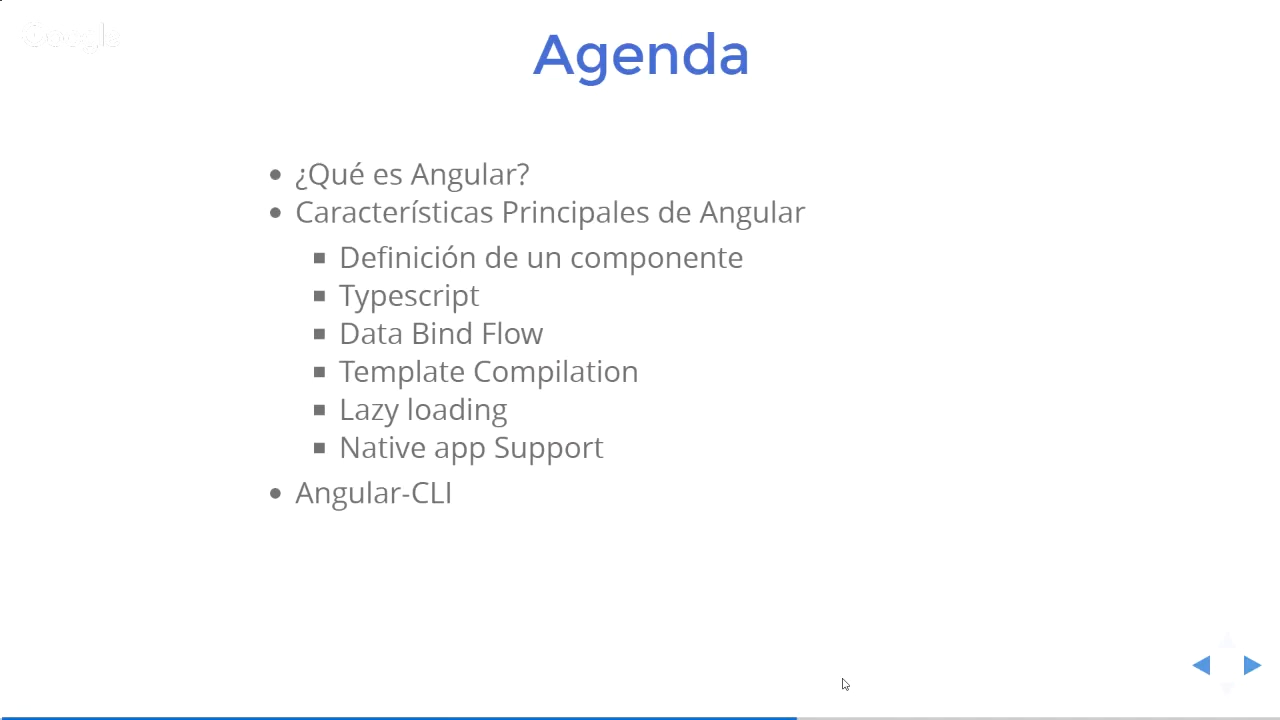 Google
Agenda
¿Qué es Angular?
Características Principales de Angular
Definición de un componente
Typescript
Data Bind Flow
Template Compilation
Lazy loading
Native app Support
Angular-CLI